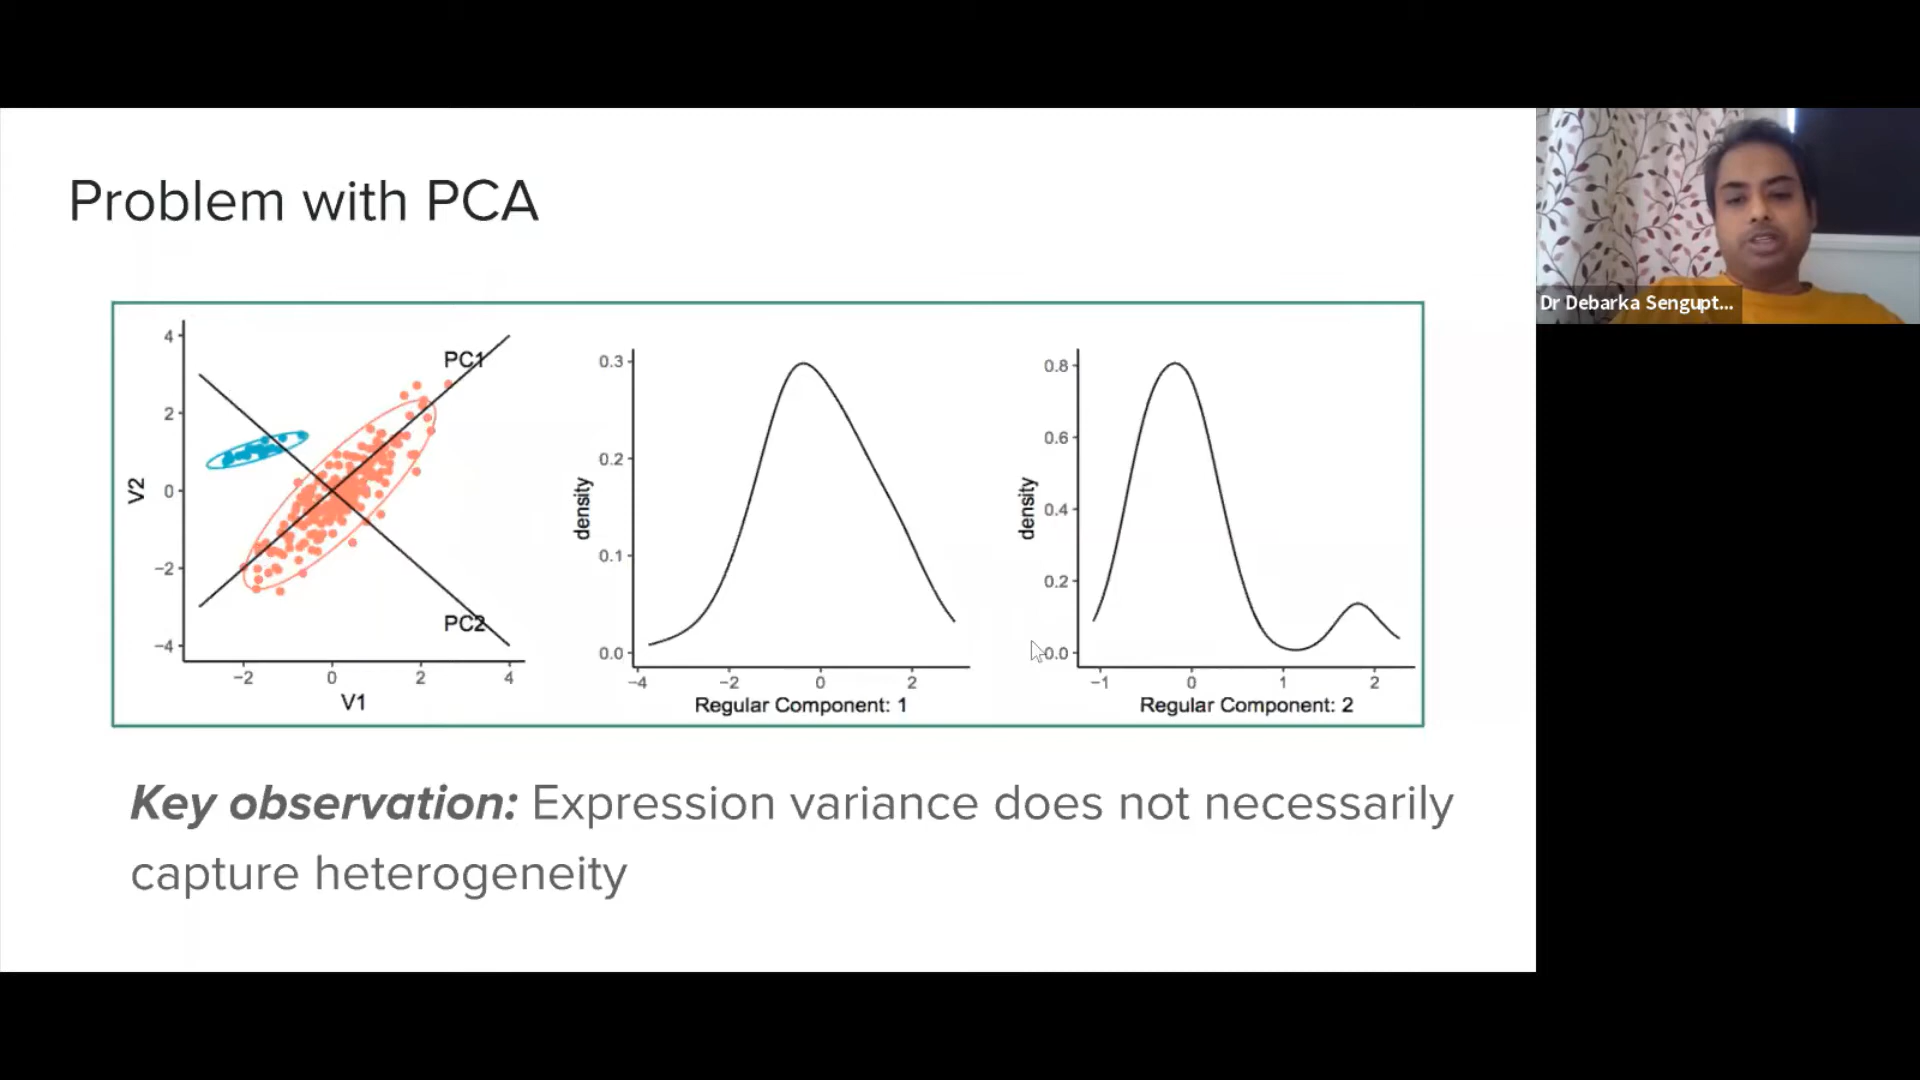 Problem with PCA
Dr Debarka Sengupt...
4
2
0
−2
−4
V2
PC1
PC2
−2
0
2
4
V1
0.3
0.2
0.1
0.0
density
−4
−2
0
2
Regular Component: 1
0.8
0.6
0.4
0.2
0.0
density
−1
0
1
2
Regular Component: 2
Key observation: Expression variance does not necessarily
capture heterogeneity